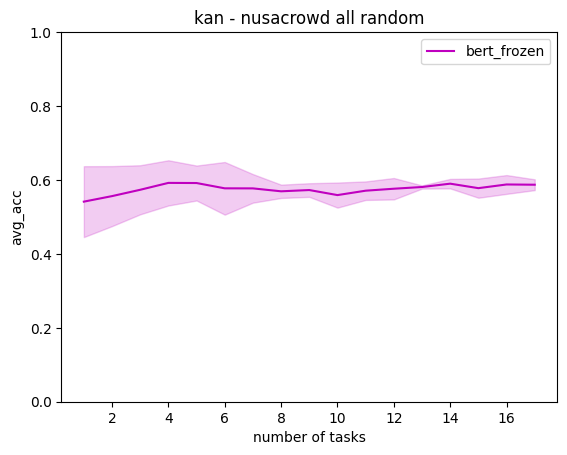 kan - nusacrowd all random
bert_frozen
1.0
0.8
0.6
0.4
0.2
0.0
avg_acc
2 4 6 8 10 12 14 16
number of tasks